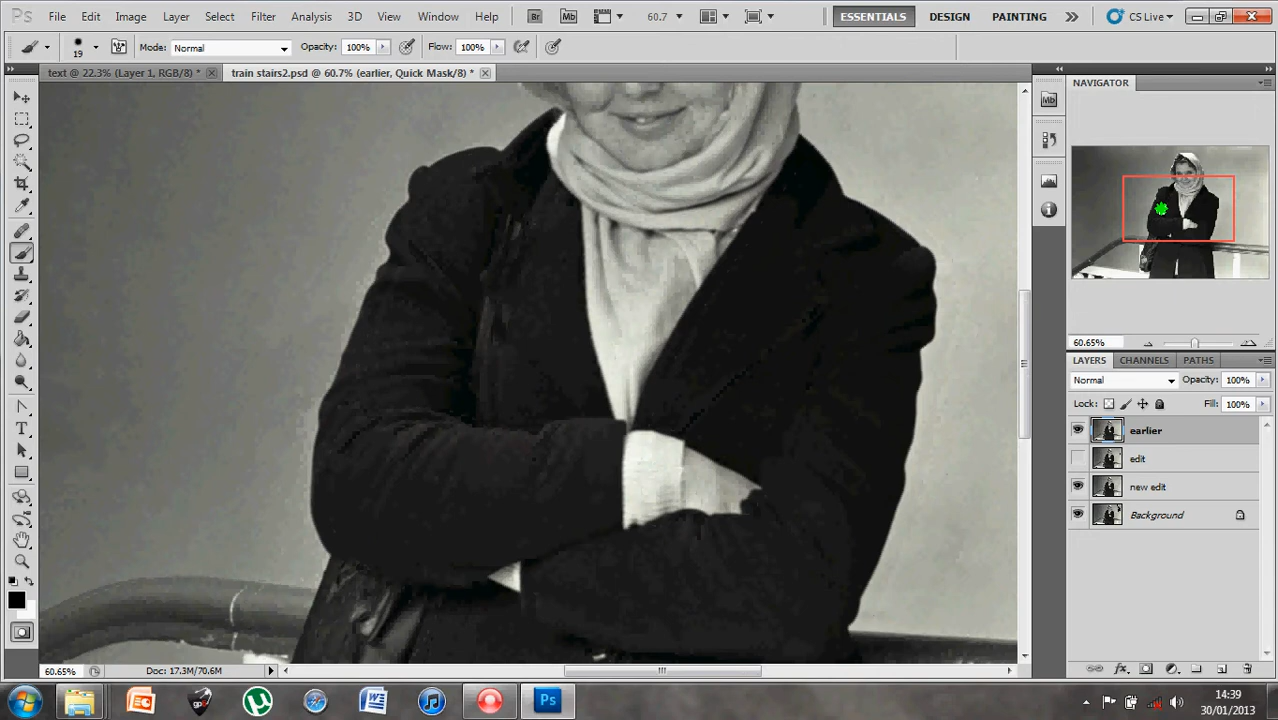 Ps File Edit Image Layer Select Filter Analysis 3D View Window Help Br Mb 60.7 ESSENTIALS DESIGN PAINTING CS Live
19 Mode: Normal Opacity: 100% Flow: 100%
text @ 22.3% (Layer 1, RGB/8) * train stairs2.psd @ 60.7% (earlier, Quick Mask/8) *
NAVIGATOR
Mb
60.65%
LAYERS CHANNELS PATHS
Normal Opacity: 100%
Lock: Fill: 100%
earlier
edit
new edit
Background
60.65% Doc: 17.3M/70.6M
Ps
14:39
30/01/2013